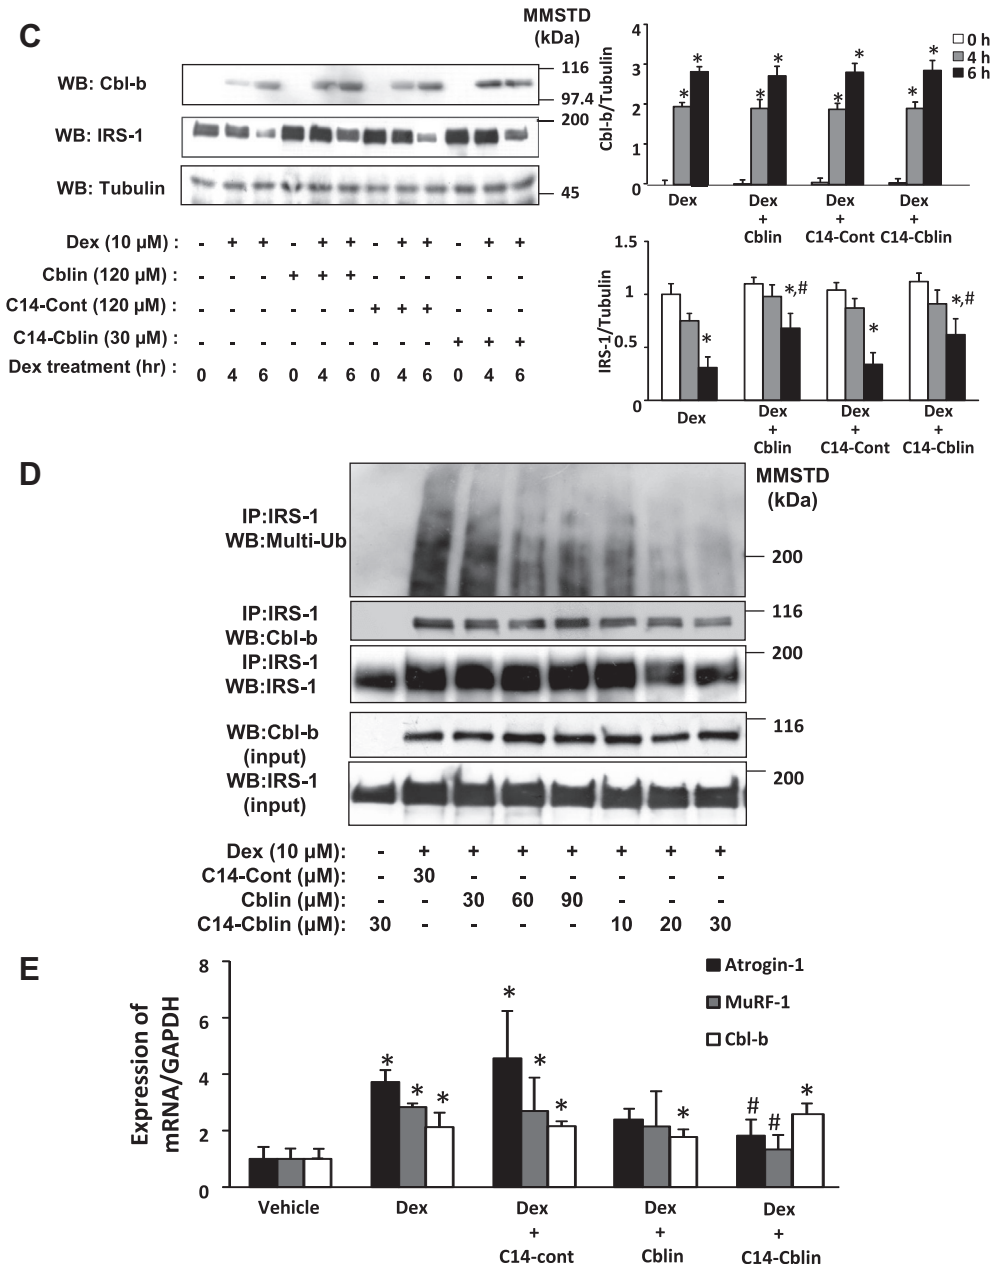 C
MMSTD
(kDa)
WB: Cbl-b
116
97.4
WB: IRS-1
200
WB: Tubulin
45
Dex (10 µM) : - + + - + + - + + - + +
Cblin (120 µM) : - - - + + + - - - - - -
C14-Cont (120 µM) : - - - - - - + + + - - -
C14-Cblin (30 µM) : - - - - - - - - - + + +
Dex treatment (hr) : 0 4 6 0 4 6 0 4 6 0 4 6
Cbl-b/Tubulin
4
3
2
1
0
* * * * * * * *
0 h
4 h
6 h
Dex Dex Dex Dex
+ + +
Cblin C14-Cont C14-Cblin
IRS-1/Tubulin
1.5
1
0.5
0
* *,# * *,#
Dex Dex Dex Dex
+ + +
Cblin C14-Cont C14-Cblin
D
MMSTD
(kDa)
IP:IRS-1
WB:Multi-Ub
200
IP:IRS-1
WB:Cbl-b
116
IP:IRS-1
WB:IRS-1
200
WB:Cbl-b
(input)
116
WB:IRS-1
(input)
200
Dex (10 µM): - + + + + + + +
C14-Cont (µM): - 30 - - - - - -
Cblin (µM): - - 30 60 90 - - -
C14-Cblin (µM): 30 - - - - 10 20 30
E
Expression of
mRNA/GAPDH
8
6
4
2
0
Atrogin-1
MuRF-1
Cbl-b
* * * * * * * # # *
Vehicle Dex Dex Dex Dex
+ + +
C14-cont Cblin C14-Cblin